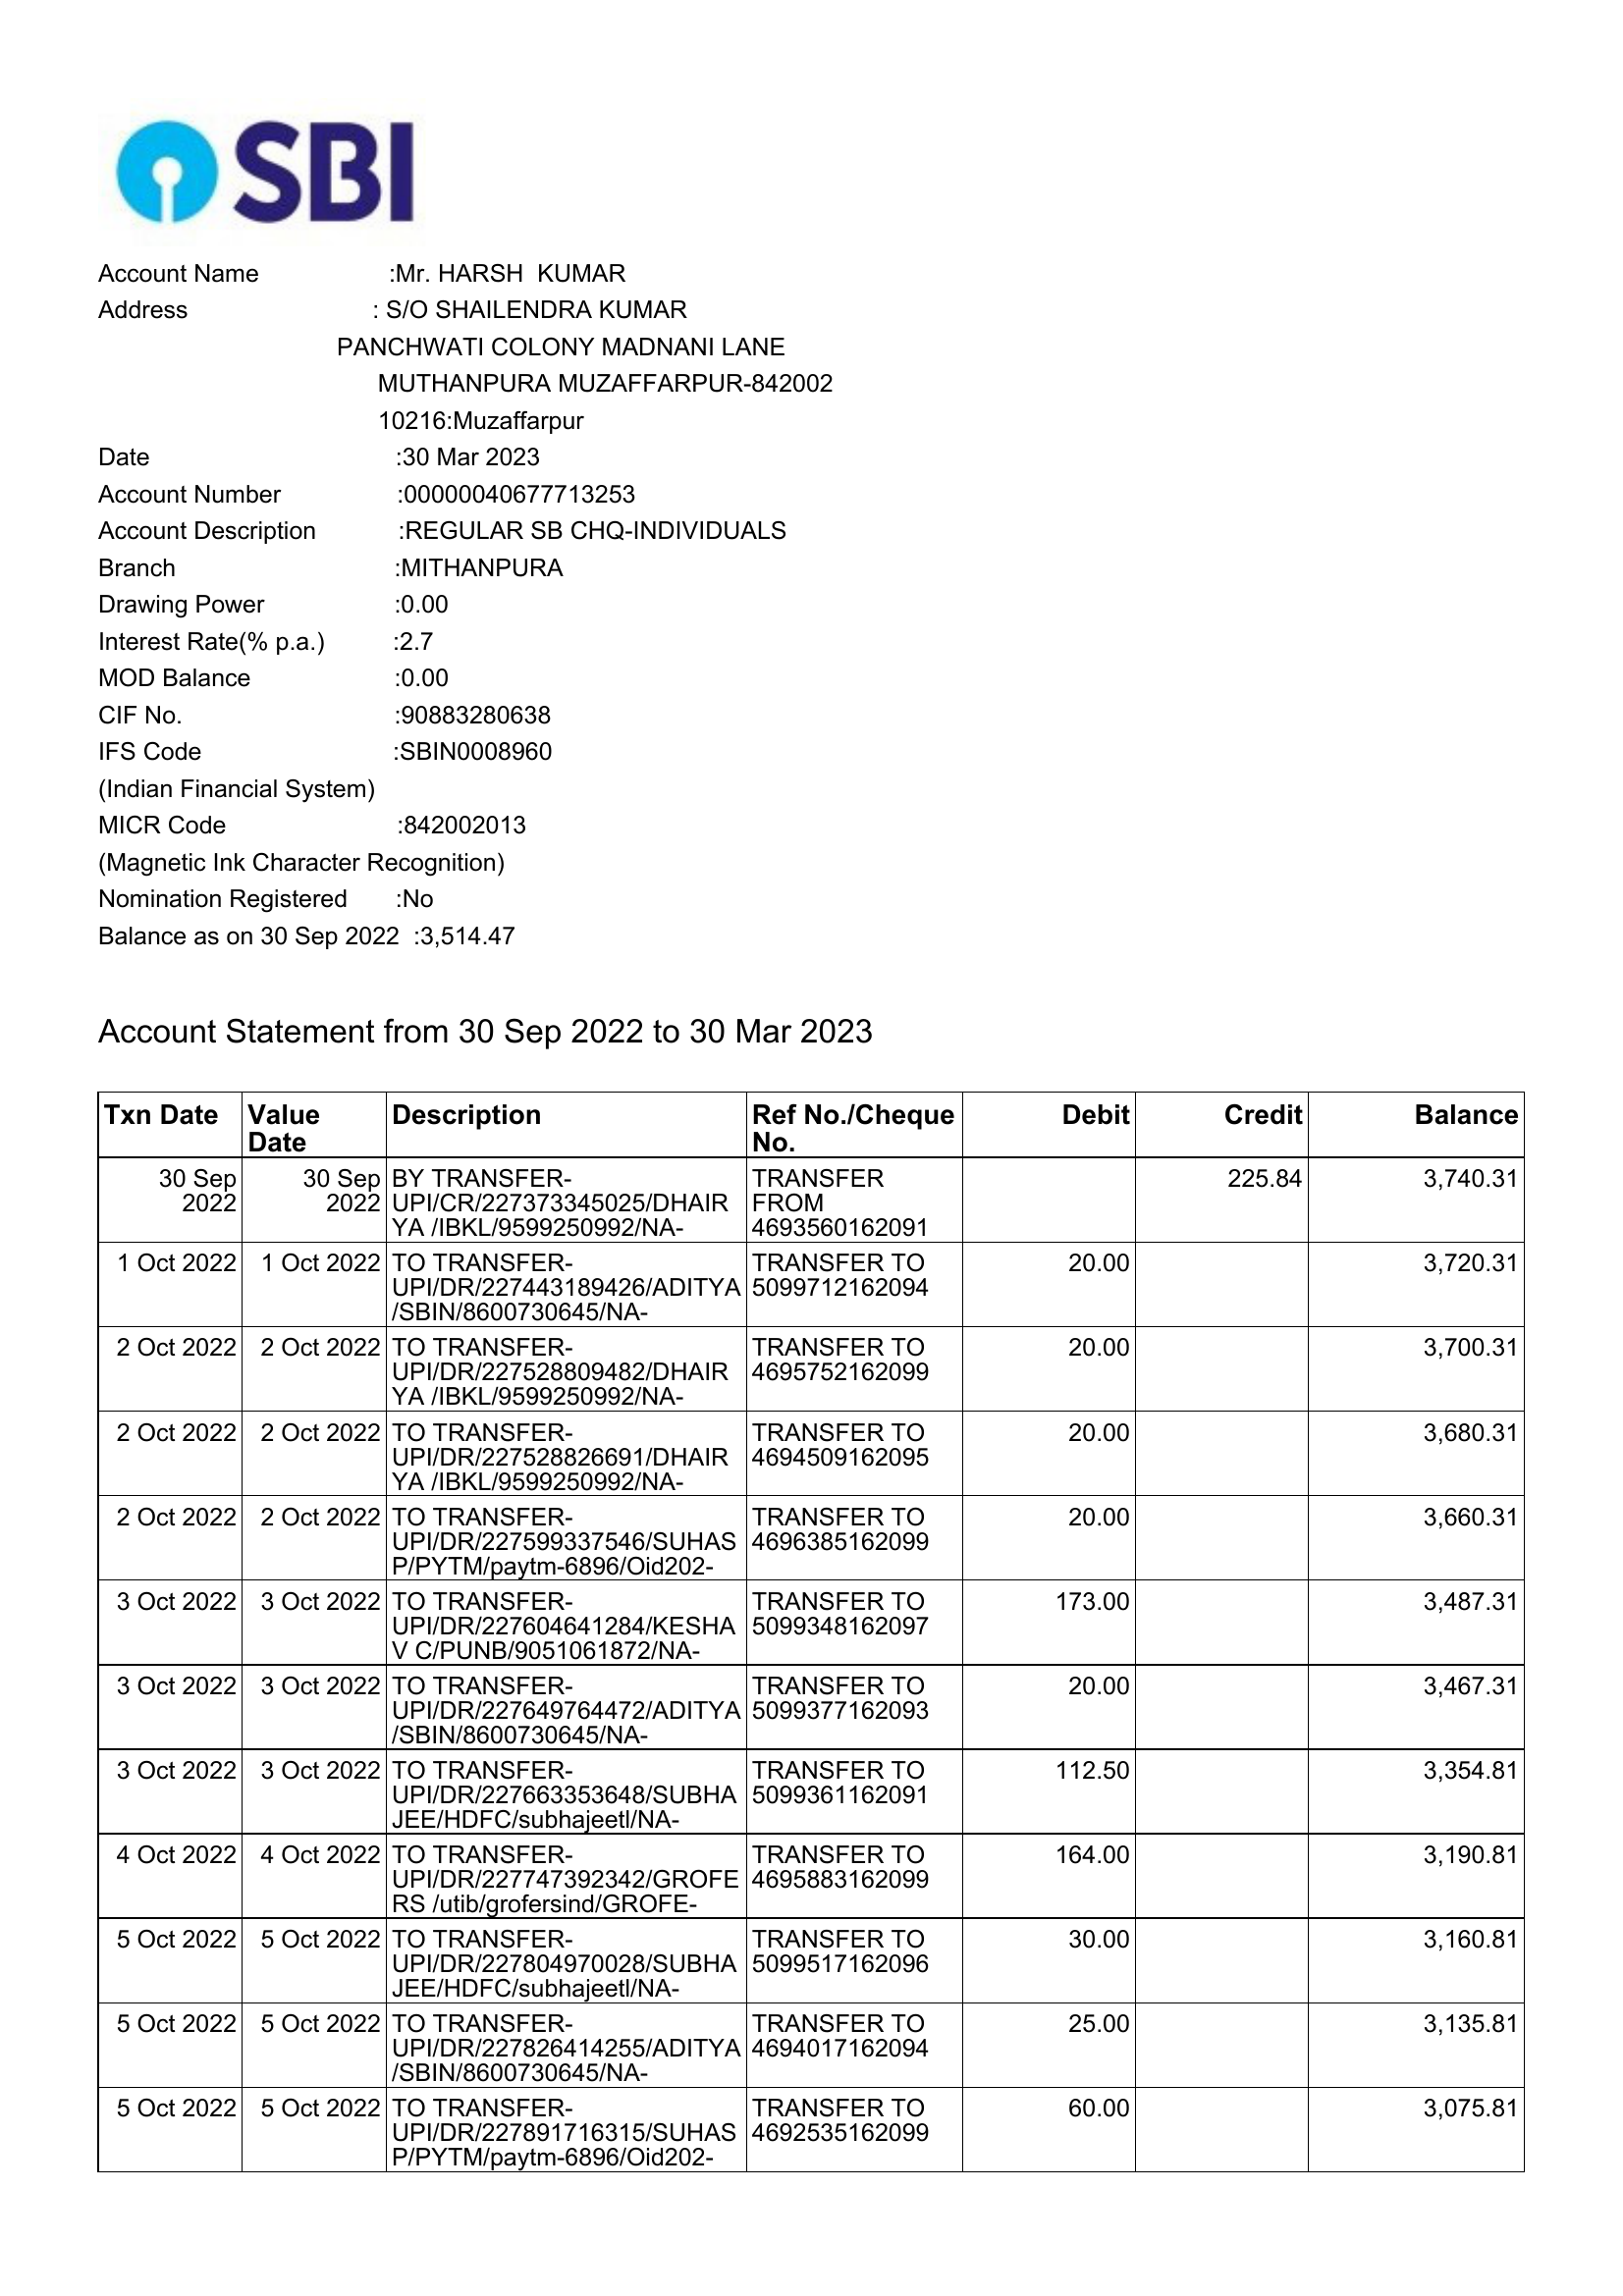 SBI
Account Name :Mr. HARSH KUMAR
Address : S/O SHAILENDRA KUMAR
PANCHWATI COLONY MADNANI LANE
MUTHANPURA MUZAFFARPUR-842002
10216:Muzaffarpur
Date :30 Mar 2023
Account Number :00000040677713253
Account Description :REGULAR SB CHQ-INDIVIDUALS
Branch :MITHANPURA
Drawing Power :0.00
Interest Rate(% p.a.) :2.7
MOD Balance :0.00
CIF No. :90883280638
IFS Code :SBIN0008960
(Indian Financial System)
MICR Code :842002013
(Magnetic Ink Character Recognition)
Nomination Registered :No
Balance as on 30 Sep 2022 :3,514.47
Account Statement from 30 Sep 2022 to 30 Mar 2023
Txn Date Value Description Ref No./Cheque Debit Credit Balance
Date No.
30 Sep 30 Sep BY TRANSFER- TRANSFER 225.84 3,740.31
2022 2022 UPI/CR/227373345025/DHAIR FROM
YA /IBKL/9599250992/NA- 4693560162091
1 Oct 2022 1 Oct 2022 TO TRANSFER- TRANSFER TO 20.00 3,720.31
UPI/DR/227443189426/ADITYA 5099712162094
/SBIN/8600730645/NA-
2 Oct 2022 2 Oct 2022 TO TRANSFER- TRANSFER TO 20.00 3,700.31
UPI/DR/227528809482/DHAIR 4695752162099
YA /IBKL/9599250992/NA-
2 Oct 2022 2 Oct 2022 TO TRANSFER- TRANSFER TO 20.00 3,680.31
UPI/DR/227528826691/DHAIR 4694509162095
YA /IBKL/9599250992/NA-
2 Oct 2022 2 Oct 2022 TO TRANSFER- TRANSFER TO 20.00 3,660.31
UPI/DR/227599337546/SUHAS 4696385162099
P/PYTM/paytm-6896/Oid202-
3 Oct 2022 3 Oct 2022 TO TRANSFER- TRANSFER TO 173.00 3,487.31
UPI/DR/227604641284/KESHA 5099348162097
V C/PUNB/9051061872/NA-
3 Oct 2022 3 Oct 2022 TO TRANSFER- TRANSFER TO 20.00 3,467.31
UPI/DR/227649764472/ADITYA 5099377162093
/SBIN/8600730645/NA-
3 Oct 2022 3 Oct 2022 TO TRANSFER- TRANSFER TO 112.50 3,354.81
UPI/DR/227663353648/SUBHA 5099361162091
JEE/HDFC/subhajeetl/NA-
4 Oct 2022 4 Oct 2022 TO TRANSFER- TRANSFER TO 164.00 3,190.81
UPI/DR/227747392342/GROFE 4695883162099
RS /utib/grofersind/GROFE-
5 Oct 2022 5 Oct 2022 TO TRANSFER- TRANSFER TO 30.00 3,160.81
UPI/DR/227804970028/SUBHA 5099517162096
JEE/HDFC/subhajeetl/NA-
5 Oct 2022 5 Oct 2022 TO TRANSFER- TRANSFER TO 25.00 3,135.81
UPI/DR/227826414255/ADITYA 4694017162094
/SBIN/8600730645/NA-
5 Oct 2022 5 Oct 2022 TO TRANSFER- TRANSFER TO 60.00 3,075.81
UPI/DR/227891716315/SUHAS 4692535162099
P/PYTM/paytm-6896/Oid202-